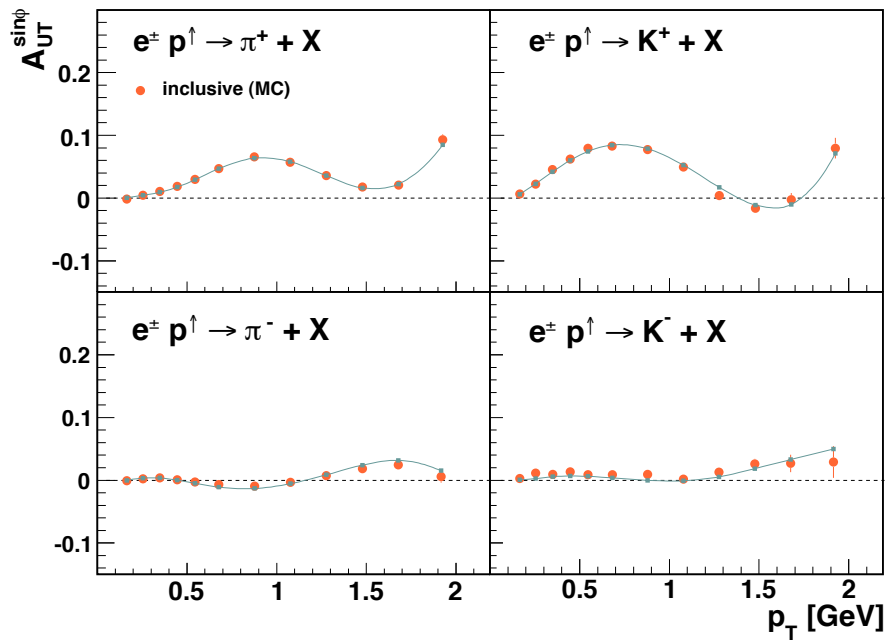 A_UT^sinϕ
e± p↑ → π+ + X
e± p↑ → K+ + X
inclusive (MC)
0.2
0.1
0
-0.1
e± p↑ → π- + X
e± p↑ → K- + X
0.2
0.1
0
-0.1
0.5 1 1.5 2 0.5 1 1.5 2
p_T [GeV]